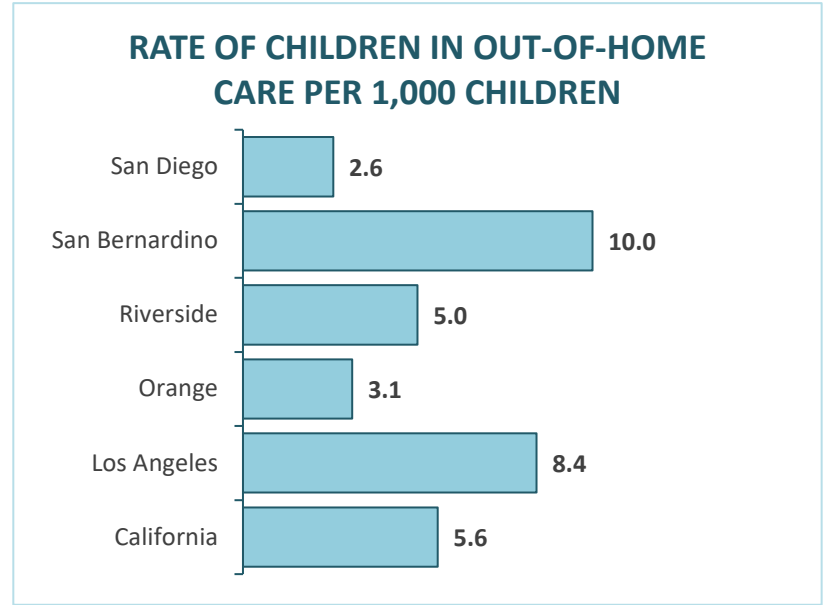 RATE OF CHILDREN IN OUT-OF-HOME
CARE PER 1,000 CHILDREN
San Diego 2.6
San Bernardino 10.0
Riverside 5.0
Orange 3.1
Los Angeles 8.4
California 5.6